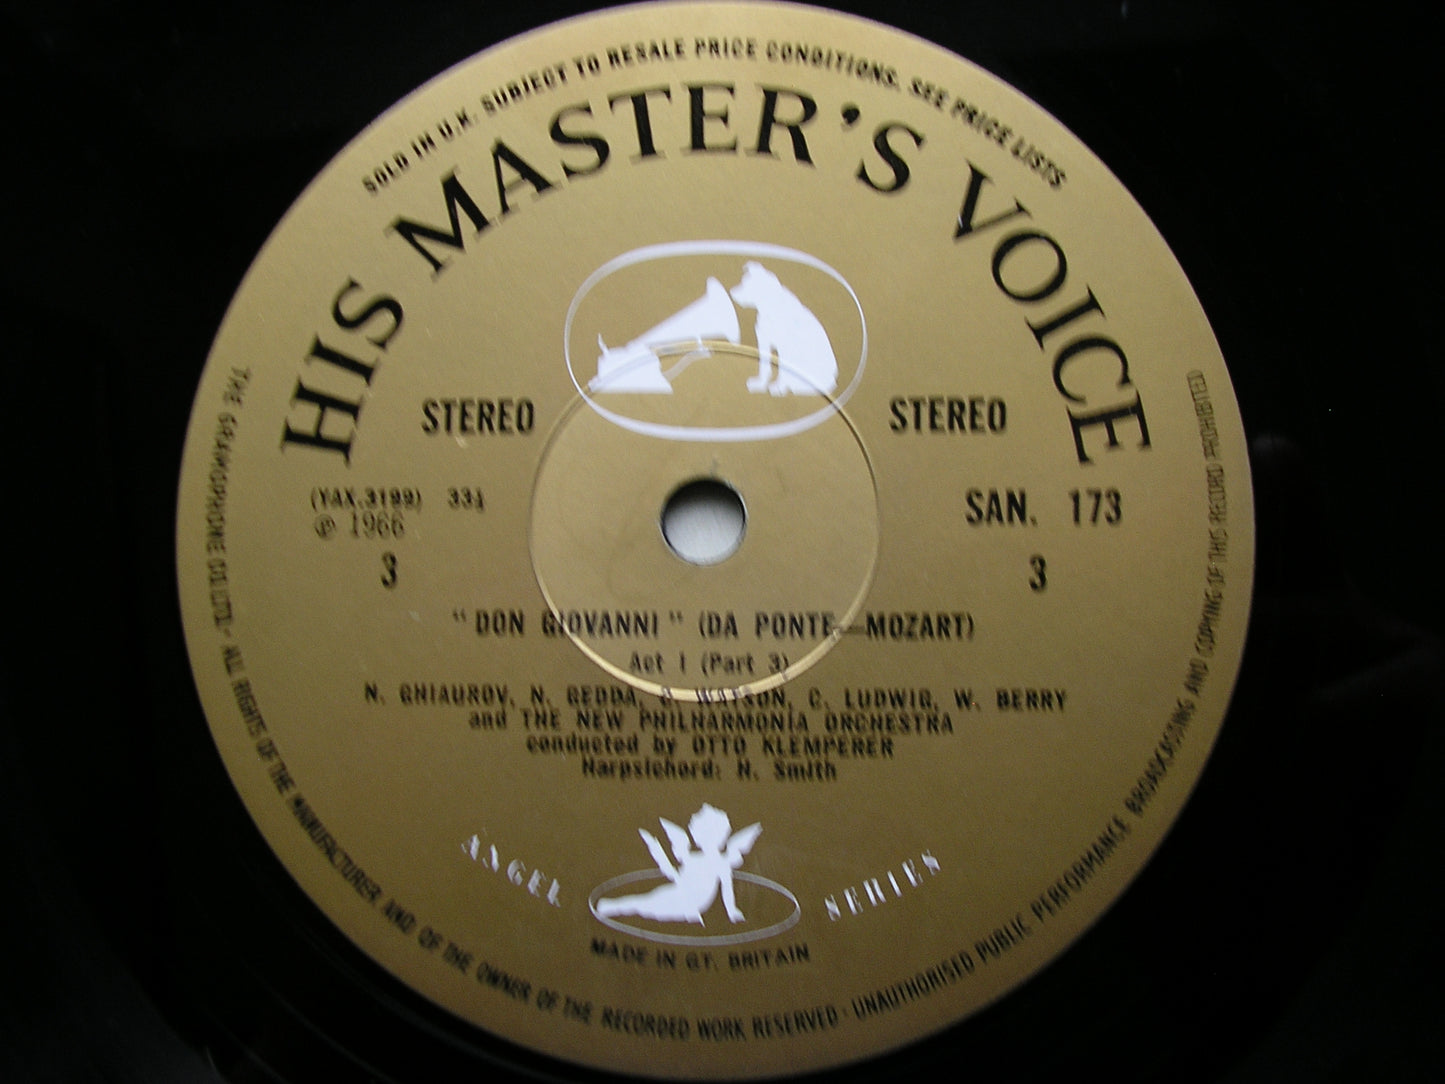 SOLD IN U.K. SUBJECT TO RESALE PRICE CONDITIONS, SEE PRICE LISTS
HIS MASTER'S VOICE
STEREO STEREO
(YAX.3199) 33⅓ SAN. 173
℗ 1966
3 3
"DON GIOVANNI" (DA PONTE—MOZART)
Act 1 (Part 3)
N. GHIAUROV, N. GEDDA, C. WATSON, C. LUDWIG, W. BERRY
and THE NEW PHILHARMONIA ORCHESTRA
conducted by OTTO KLEMPERER
Harpsichord: H. Smith
ANGEL SERIES
MADE IN GT. BRITAIN
THE GRAMOPHONE CO. LTD. · ALL RIGHTS OF THE MANUFACTURER AND OF THE OWNER OF THE RECORDED WORK RESERVED · UNAUTHORISED PUBLIC PERFORMANCE BROADCASTING AND COPYING OF THIS RECORD PROHIBITED